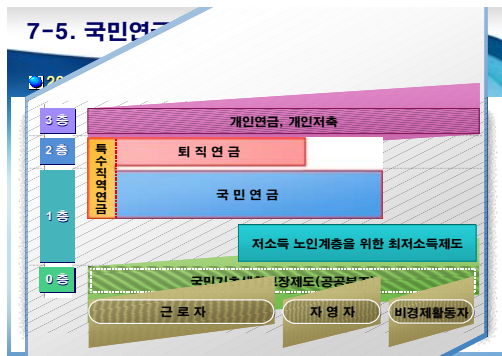 7-5. 국민연금
3 층
개인연금, 개인저축
2 층
특수직역연금
퇴 직 연 금
1 층
국 민 연 금
저소득 노인계층을 위한 최저소득제도
0 층
근 로 자
자 영 자
비경제활동자